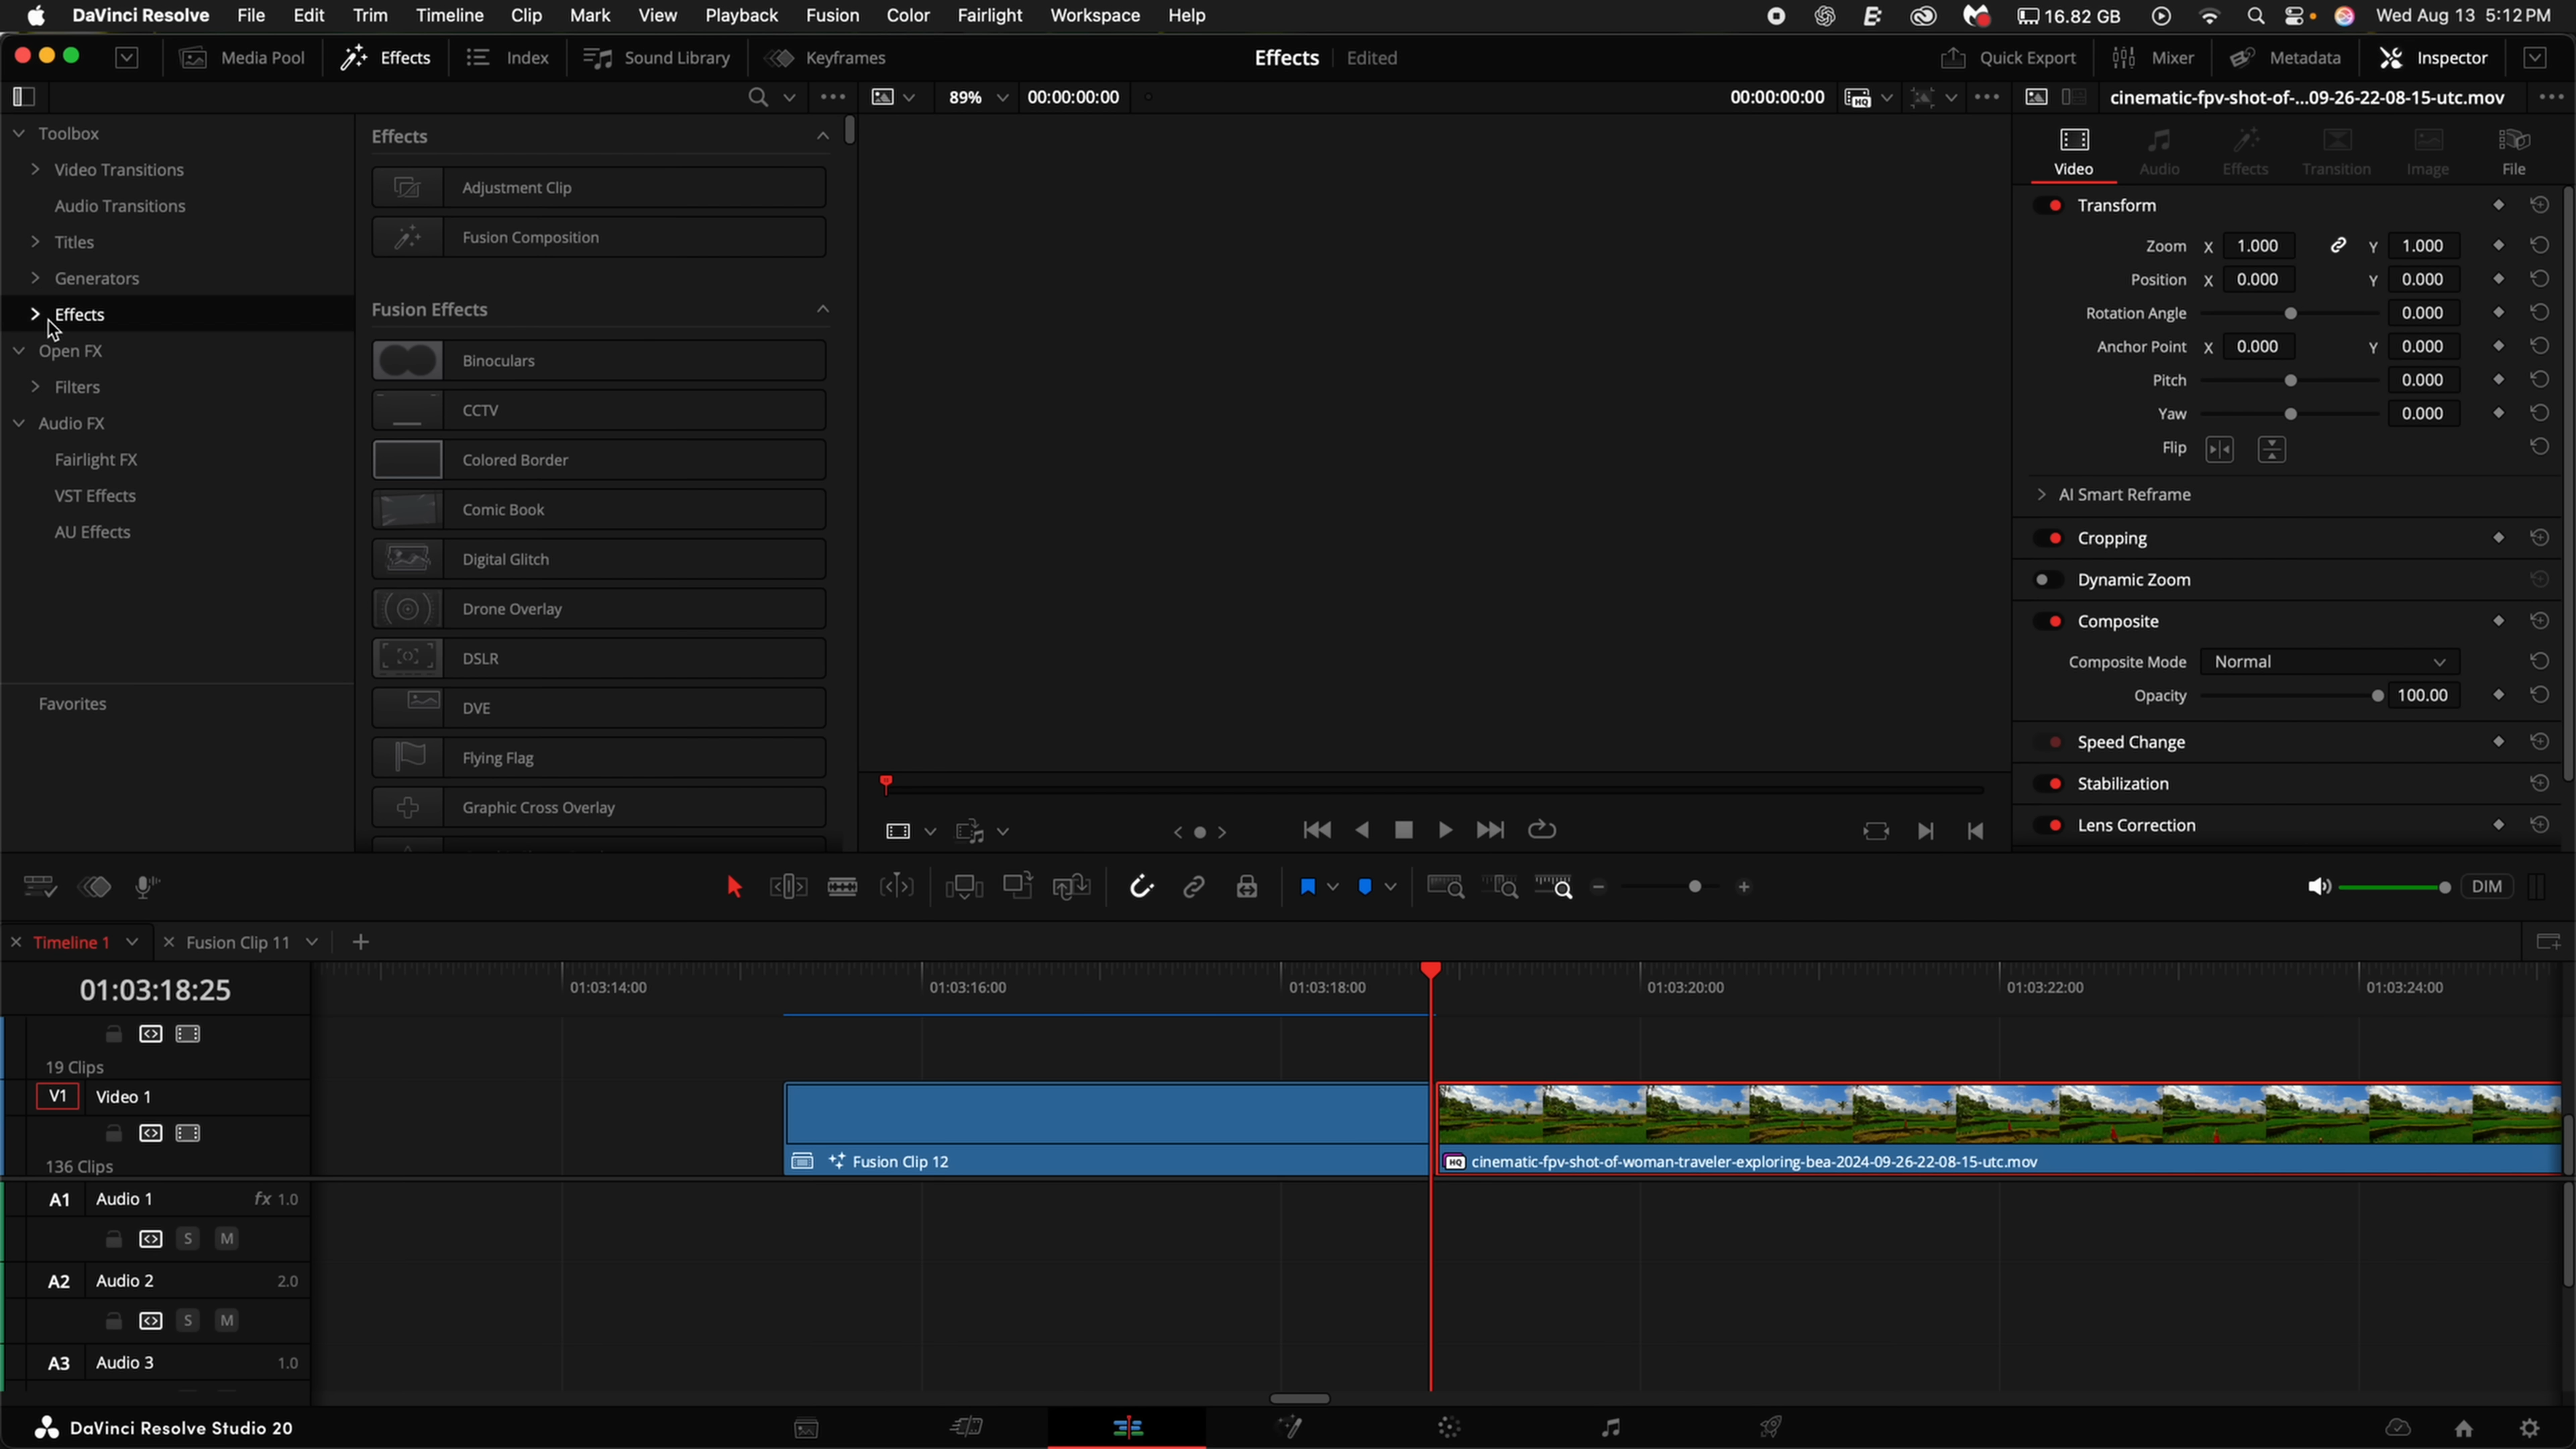 DaVinci Resolve File Edit Trim Timeline Clip Mark View Playback Fusion Color Fairlight Workspace Help 16.82 GB Wed Aug 13 5:12 PM
Media Pool Effects Index Sound Library Keyframes Effects Edited Quick Export Mixer Metadata Inspector
89% 00:00:00:00 00:00:00:00 HQ cinematic-fpv-shot-of-...09-26-22-08-15-utc.mov
Toolbox
Video Transitions
Audio Transitions
Titles
Generators
Effects
Open FX
Filters
Audio FX
Fairlight FX
VST Effects
AU Effects
Favorites
Effects
Adjustment Clip
Fusion Composition
Fusion Effects
Binoculars
CCTV
Colored Border
Comic Book
Digital Glitch
Drone Overlay
DSLR
DVE
Flying Flag
Graphic Cross Overlay
Video Audio Effects Transition Image File
Transform
Zoom X 1.000 Y 1.000
Position X 0.000 Y 0.000
Rotation Angle 0.000
Anchor Point X 0.000 Y 0.000
Pitch 0.000
Yaw 0.000
Flip
AI Smart Reframe
Cropping
Dynamic Zoom
Composite
Composite Mode Normal
Opacity 100.00
Speed Change
Stabilization
Lens Correction
DIM
Timeline 1 Fusion Clip 11
01:03:18:25 01:03:14:00 01:03:16:00 01:03:18:00 01:03:20:00 01:03:22:00 01:03:24:00
19 Clips
V1 Video 1
136 Clips
Fusion Clip 12 HQ cinematic-fpv-shot-of-woman-traveler-exploring-bea-2024-09-26-22-08-15-utc.mov
A1 Audio 1 fx 1.0
S M
A2 Audio 2 2.0
S M
A3 Audio 3 1.0
DaVinci Resolve Studio 20